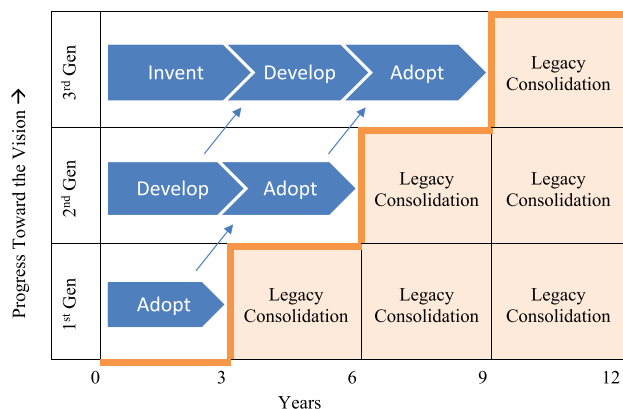 Progress Toward the Vision →
3rd Gen
Invent
Develop
Adopt
Legacy
Consolidation
2nd Gen
Develop
Adopt
Legacy
Consolidation
Legacy
Consolidation
1st Gen
Adopt
Legacy
Consolidation
Legacy
Consolidation
Legacy
Consolidation
0 3 6 9 12
Years